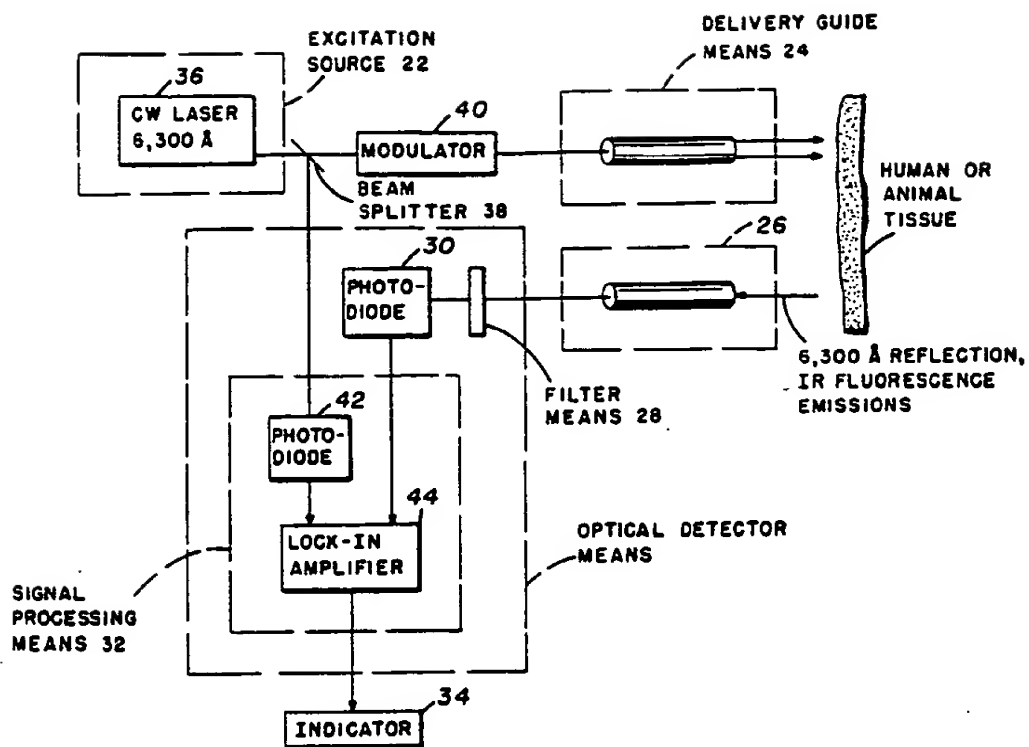 EXCITATION
SOURCE 22
DELIVERY GUIDE
MEANS 24
36
CW LASER
6,300 Å
40
MODULATOR
BEAM
SPLITTER 38
HUMAN OR
ANIMAL
TISSUE
26
30
PHOTO-
DIODE
6,300 Å REFLECTION,
IR FLUORESCENCE
EMISSIONS
FILTER
MEANS 28
42
PHOTO-
DIODE
44
LOCK-IN
AMPLIFIER
OPTICAL DETECTOR
MEANS
SIGNAL
PROCESSING
MEANS 32
34
INDICATOR